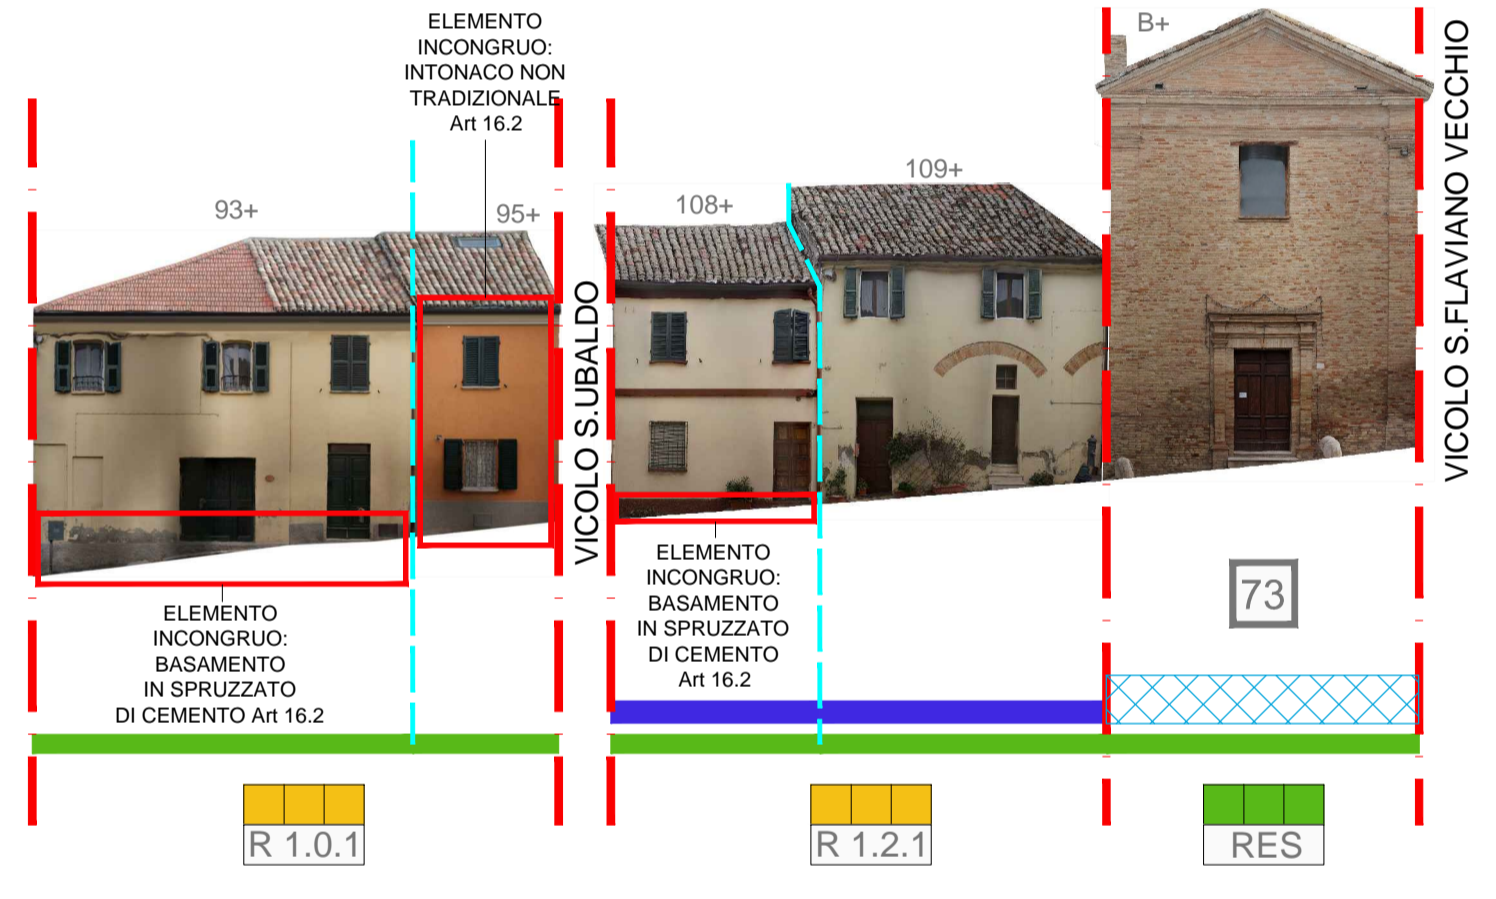 ELEMENTO
INCONGRUO:
INTONACO NON
TRADIZIONALE
Art 16.2
93+
95+
VICOLO S.UBALDO
108+
109+
B+
VICOLO S.FLAVIANO VECCHIO
ELEMENTO
INCONGRUO:
BASAMENTO
IN SPRUZZATO
DI CEMENTO Art 16.2
ELEMENTO
INCONGRUO:
BASAMENTO
IN SPRUZZATO
DI CEMENTO
Art 16.2
73
R 1.0.1
R 1.2.1
RES